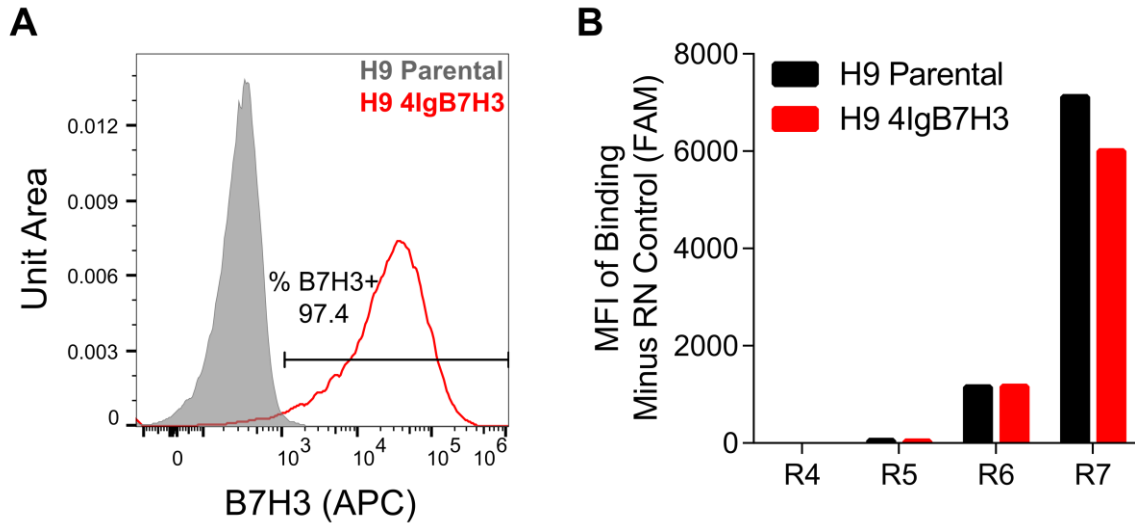 A
H9 Parental
H9 4IgB7H3
0.012
0.009
0.006
0.003
0
Unit Area
% B7H3+
97.4
0
10³
10⁴
10⁵
10⁶
B7H3 (APC)
B
8000
6000
4000
2000
0
MFI of Binding
Minus RN Control (FAM)
H9 Parental
H9 4IgB7H3
R4
R5
R6
R7